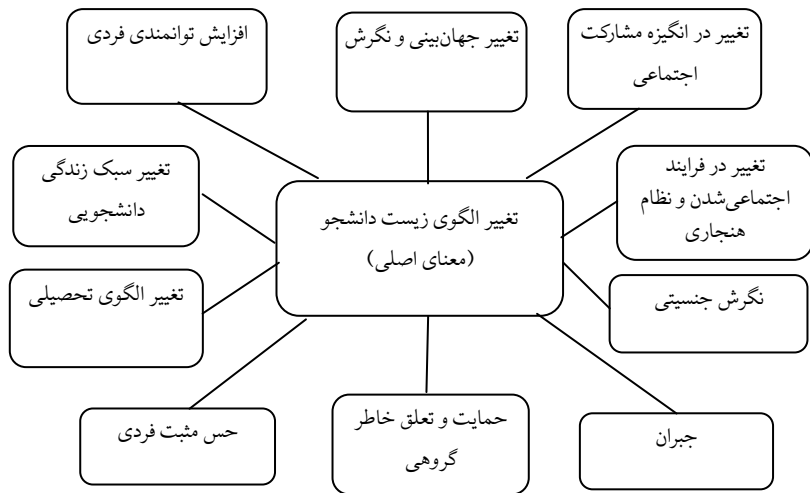 تغییر در انگیزه مشارکت
اجتماعی
تغییر جهان‌بینی و نگرش
افزایش توانمندی فردی
تغییر در فرایند
اجتماعی‌شدن و نظام
هنجاری
تغییر سبک زندگی
دانشجویی
تغییر الگوی زیست دانشجو
(معنای اصلی)
نگرش جنسیتی
تغییر الگوی تحصیلی
جبران
حمایت و تعلق خاطر
گروهی
حس مثبت فردی